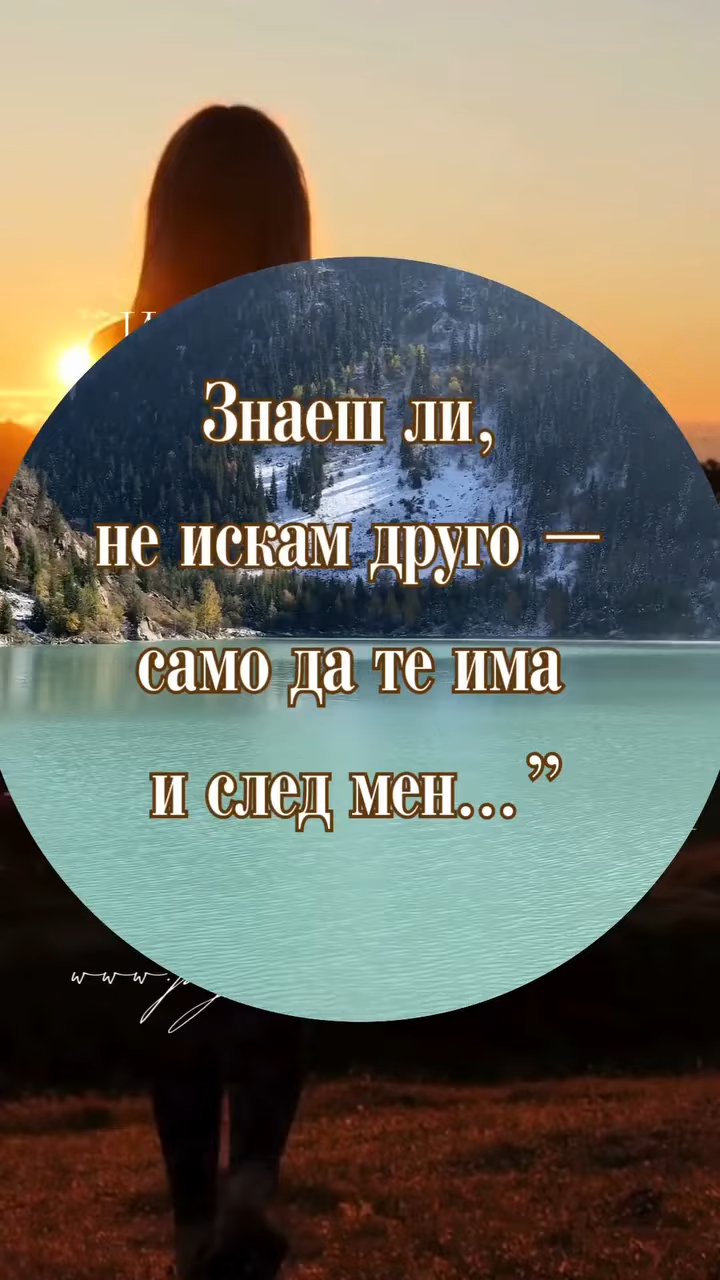 Знаеш ли,
не искам друго —
само да те има
и след мен...”